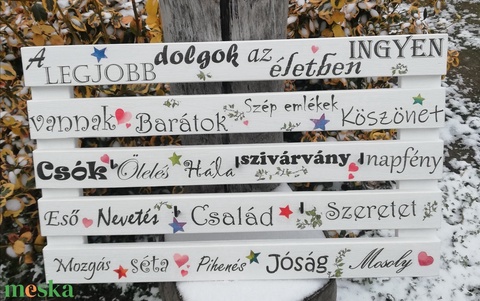 A LEGJOBB dolgok az életben INGYEN
vannak Barátok Szép emlékek Köszönet
Csók Ölelés Hála szivárvány napfény
Eső Nevetés Család Szeretet
Mozgás séta Pihenés Jóság Mosoly
meska